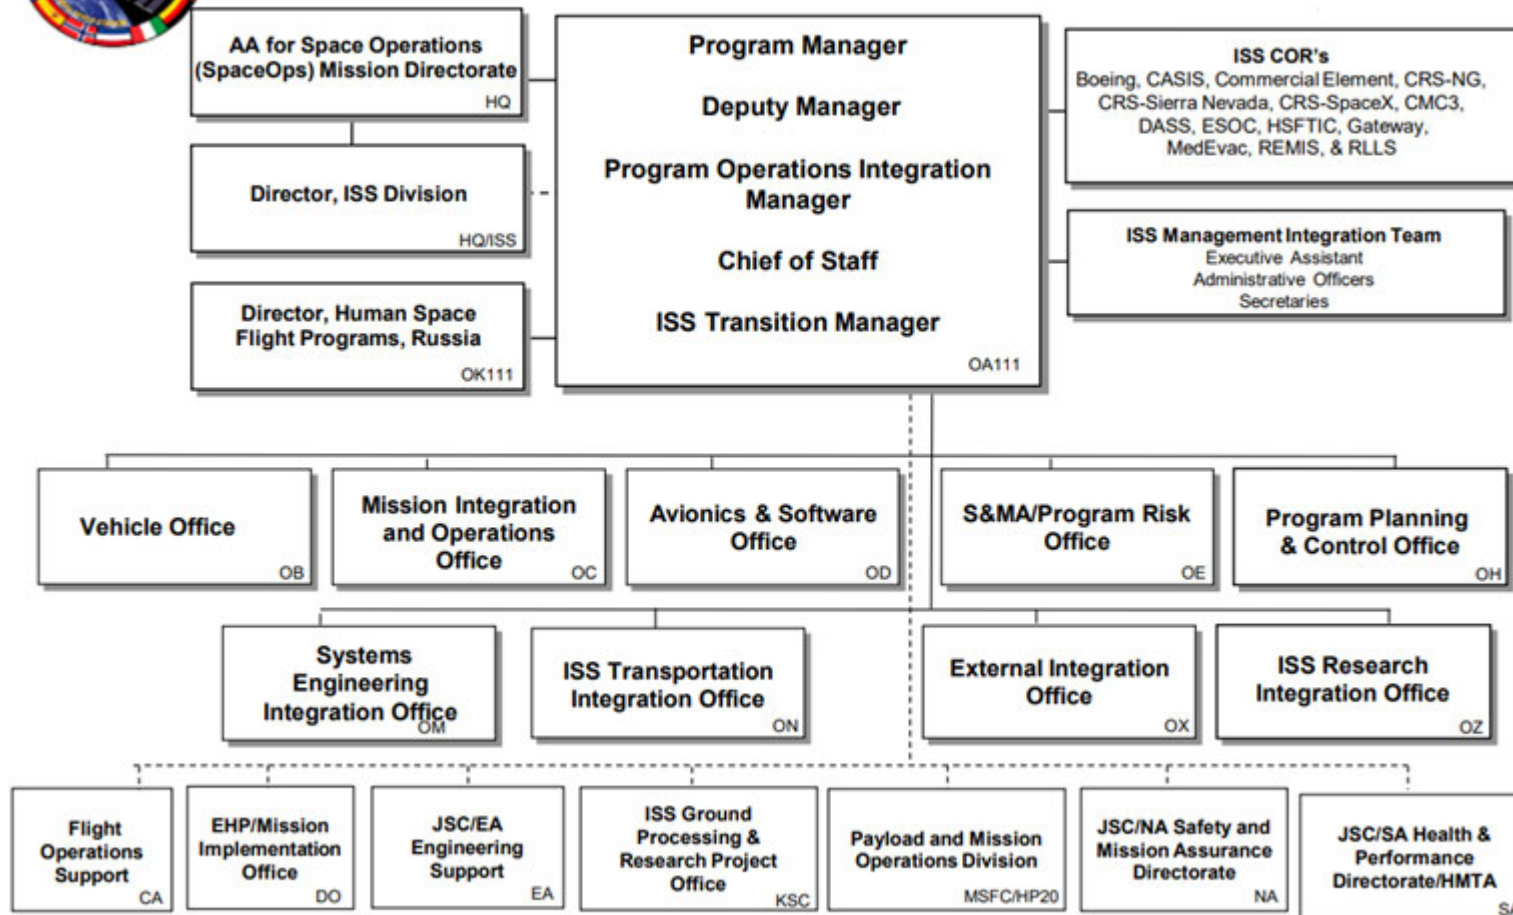 AA for Space Operations
(SpaceOps) Mission Directorate
HQ
Director, ISS Division
HQ/ISS
Director, Human Space
Flight Programs, Russia
OK111
Program Manager
Deputy Manager
Program Operations Integration
Manager
Chief of Staff
ISS Transition Manager
OA111
ISS COR's
Boeing, CASIS, Commercial Element, CRS-NG,
CRS-Sierra Nevada, CRS-SpaceX, CMC3,
DASS, ESOC, HSFTIC, Gateway,
MedEvac, REMIS, & RLLS
ISS Management Integration Team
Executive Assistant
Administrative Officers
Secretaries
Vehicle Office
OB
Mission Integration
and Operations
Office
OC
Avionics & Software
Office
OD
S&MA/Program Risk
Office
OE
Program Planning
& Control Office
OH
Systems
Engineering
Integration Office
OM
ISS Transportation
Integration Office
ON
External Integration
Office
OX
ISS Research
Integration Office
OZ
Flight
Operations
Support
CA
EHP/Mission
Implementation
Office
DO
JSC/EA
Engineering
Support
EA
ISS Ground
Processing &
Research Project
Office
KSC
Payload and Mission
Operations Division
MSFC/HP20
JSC/NA Safety and
Mission Assurance
Directorate
NA
JSC/SA Health &
Performance
Directorate/HMTA